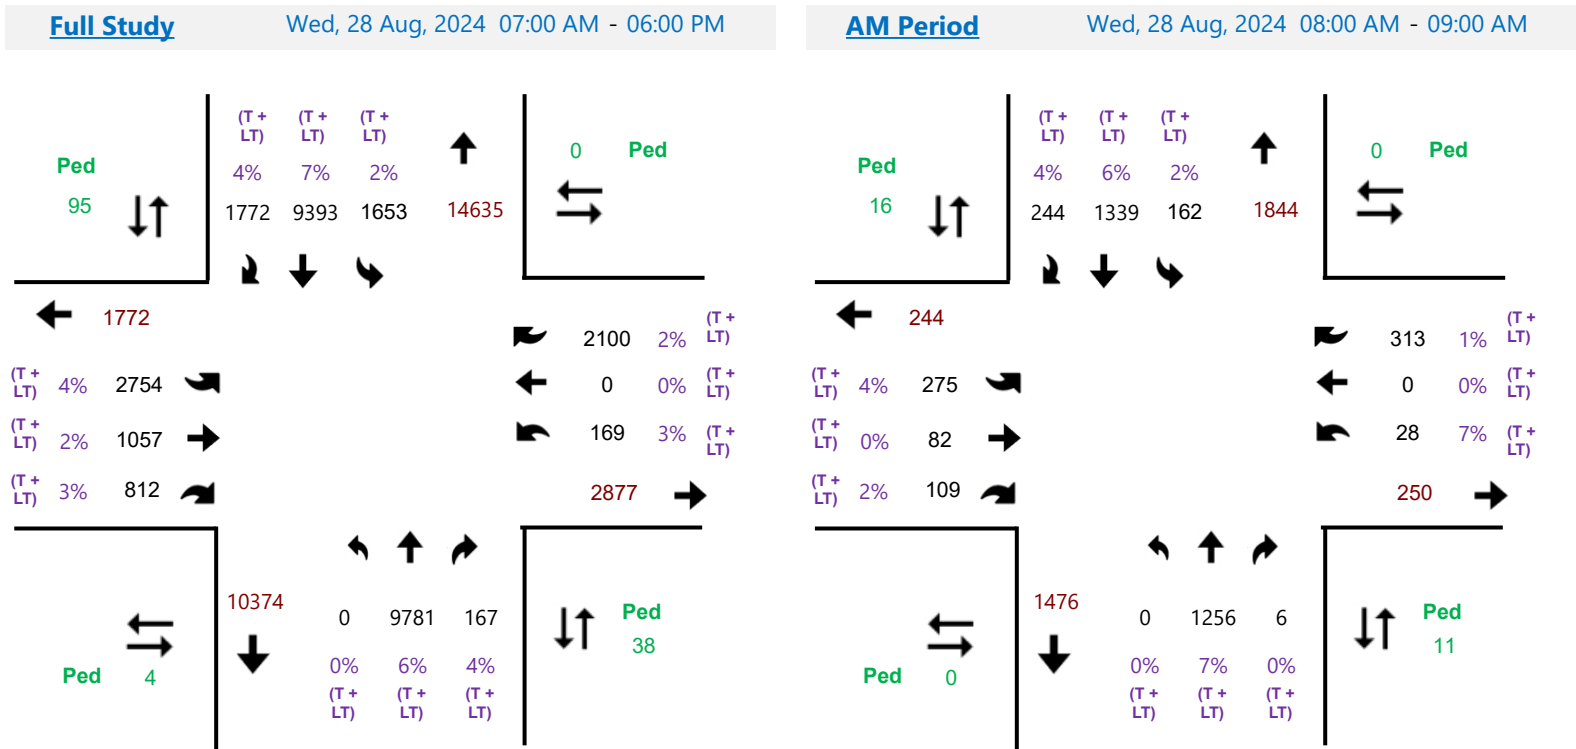 Full Study Wed, 28 Aug, 2024 07:00 AM - 06:00 PM
(T + LT) (T + LT) (T + LT)
Ped 0 Ped
4% 7% 2%
95 1772 9393 1653 14635
1772
2100 2% (T + LT)
(T + LT) 4% 2754 0 0% (T + LT)
(T + LT) 2% 1057 169 3% (T + LT)
(T + LT) 3% 812 2877
10374 0 9781 167 Ped
38
Ped 4 0% 6% 4%
(T + LT) (T + LT) (T + LT)
AM Period Wed, 28 Aug, 2024 08:00 AM - 09:00 AM
(T + LT) (T + LT) (T + LT)
Ped 0 Ped
4% 6% 2%
16 244 1339 162 1844
244
313 1% (T + LT)
(T + LT) 4% 275 0 0% (T + LT)
(T + LT) 0% 82 28 7% (T + LT)
(T + LT) 2% 109 250
1476 0 1256 6 Ped
11
Ped 0 0% 7% 0%
(T + LT) (T + LT) (T + LT)